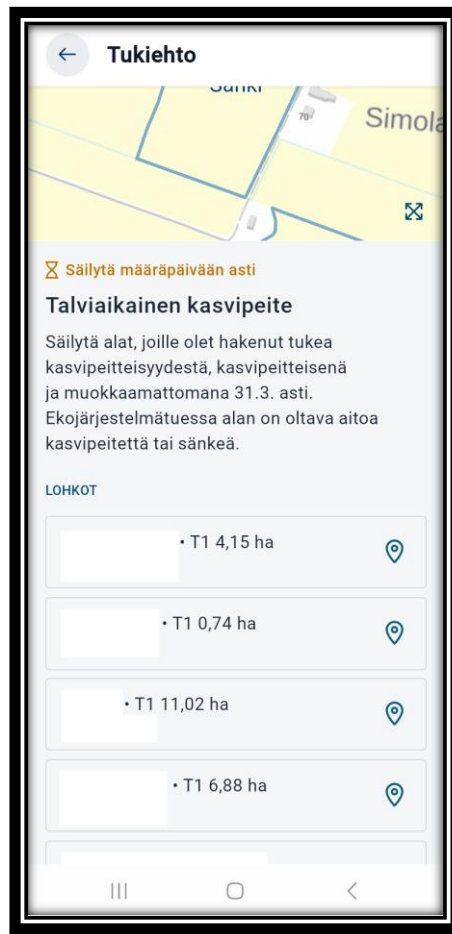 Tukiehto
Sänki
70
Simola
Säilytä määräpäivään asti
Talviaikainen kasvipeite
Säilytä alat, joille olet hakenut tukea
kasvipeitteisyydestä, kasvipeitteisenä
ja muokkaamattomana 31.3. asti.
Ekojärjestelmätuessa alan on oltava aitoa
kasvipeitettä tai sänkeä.
LOHKOT
• T1 4,15 ha
• T1 0,74 ha
• T1 11,02 ha
• T1 6,88 ha